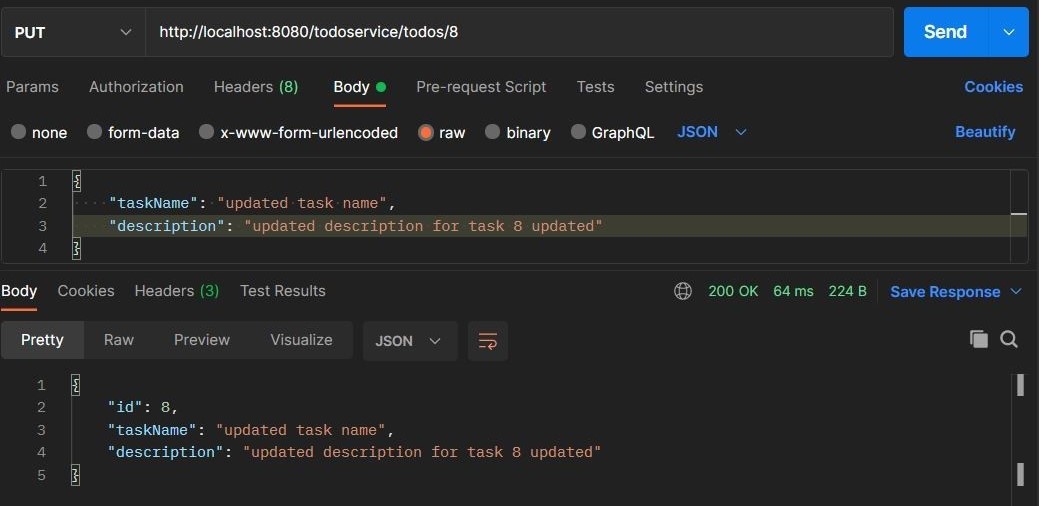 PUT http://localhost:8080/todoservice/todos/8 Send
Params Authorization Headers (8) Body Pre-request Script Tests Settings Cookies
none form-data x-www-form-urlencoded raw binary GraphQL JSON Beautify
1 {
2 "taskName": "updated task name",
3 "description": "updated description for task 8 updated"
4 }
Body Cookies Headers (3) Test Results 200 OK 64 ms 224 B Save Response
Pretty Raw Preview Visualize JSON
1 {
2 "id": 8,
3 "taskName": "updated task name",
4 "description": "updated description for task 8 updated"
5 }